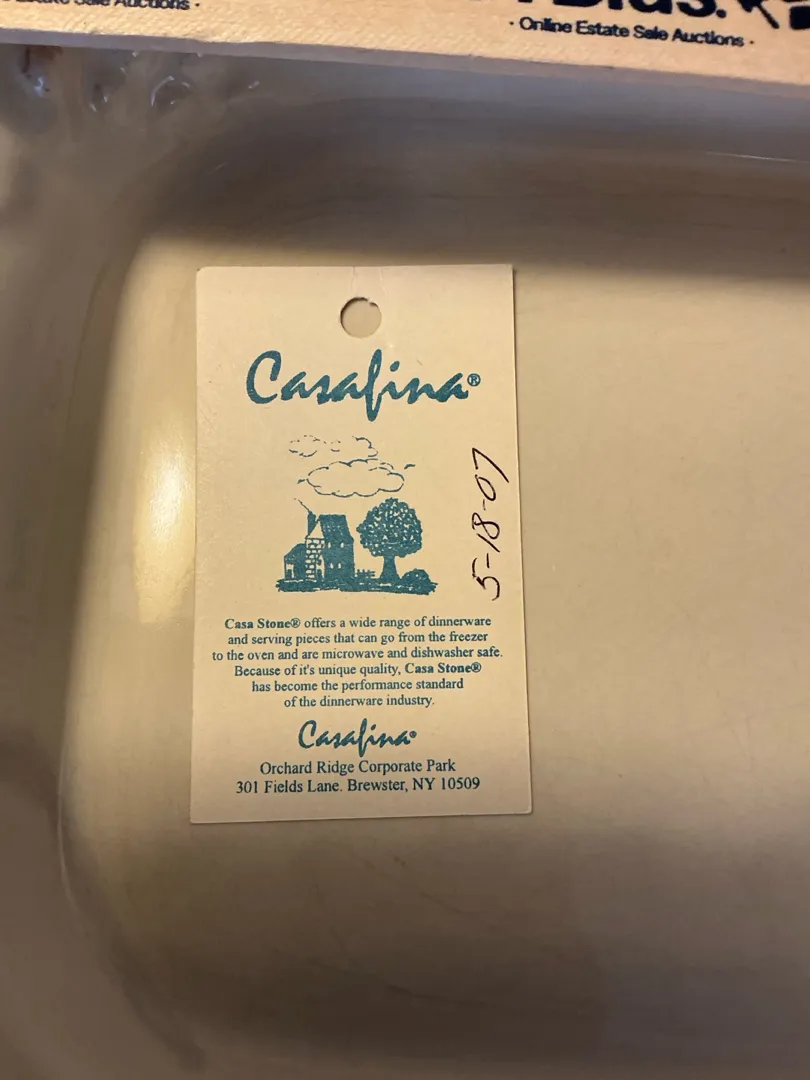 Sale Auctions ·
Bids.
· Online Estate Sale Auctions ·
Casafina®
5-18-07
Casa Stone® offers a wide range of dinnerware
and serving pieces that can go from the freezer
to the oven and are microwave and dishwasher safe.
Because of it's unique quality, Casa Stone®
has become the performance standard
of the dinnerware industry.
Casafina®
Orchard Ridge Corporate Park
301 Fields Lane. Brewster, NY 10509